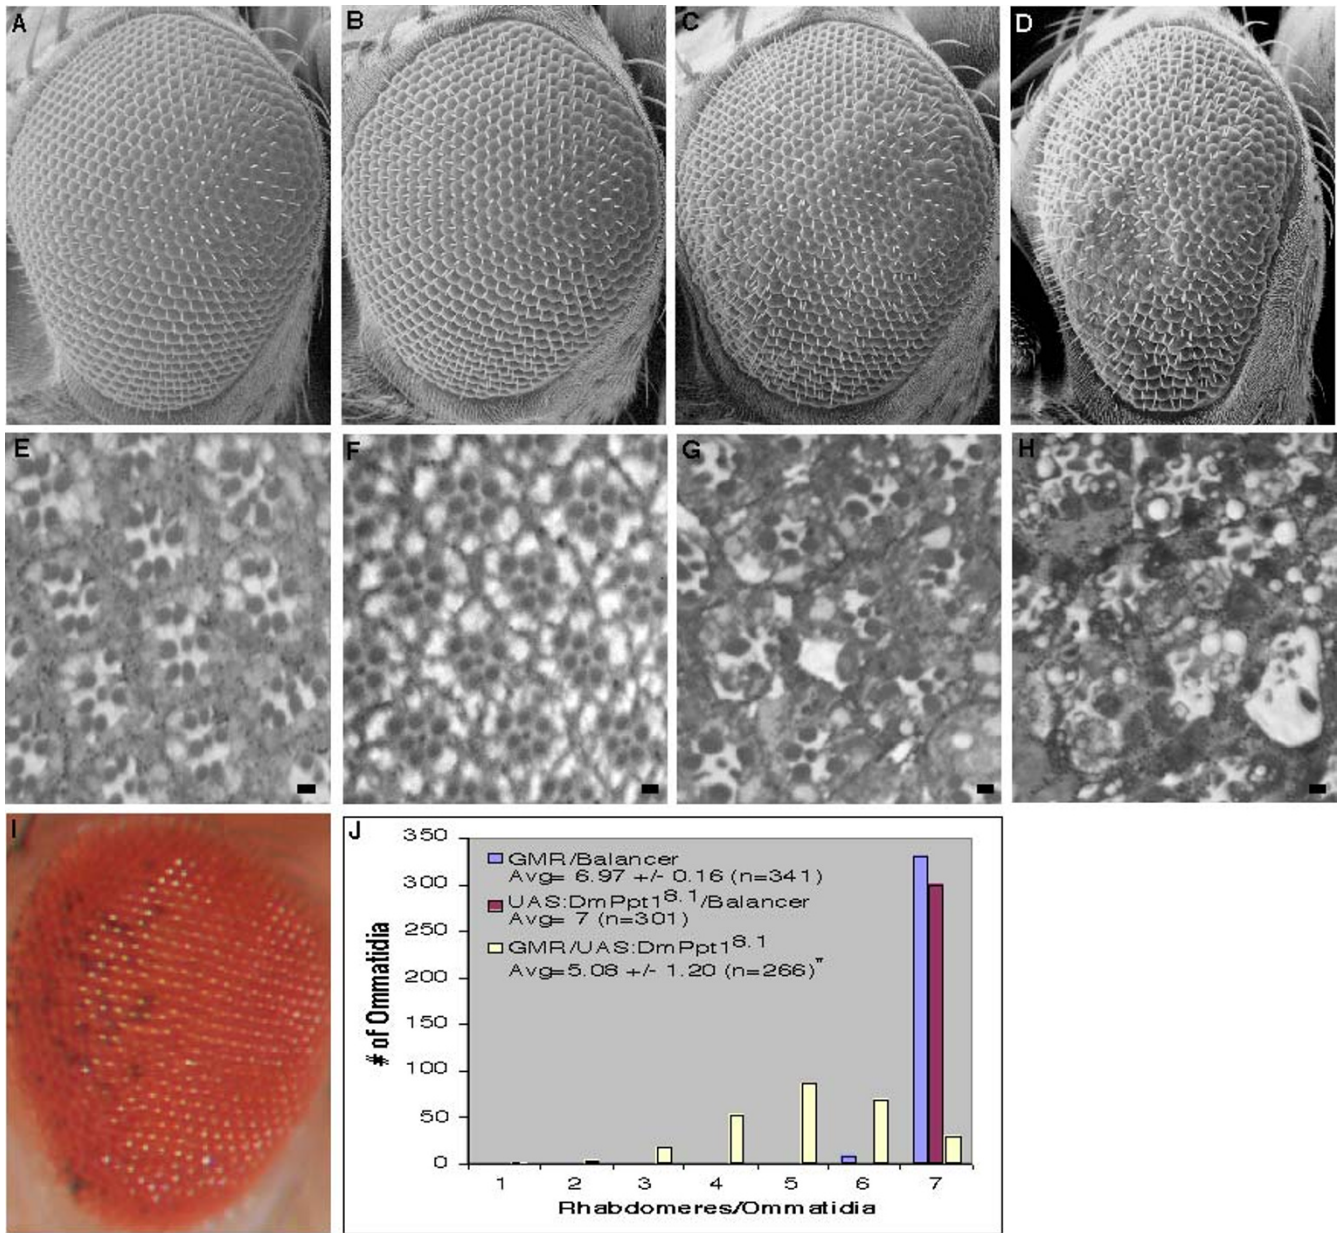 A
B
C
D
E
F
G
H
I
J
350
300
250
200
150
100
50
0
# of Ommatidia
GMR/Balancer
Avg= 6.97 +/- 0.16 (n=341)
UAS:DmPpt1^8.1/Balancer
Avg= 7 (n=301)
GMR/UAS:DmPpt1^8.1
Avg=5.08 +/- 1.20 (n=266)*
1 2 3 4 5 6 7
Rhabdomeres/Ommatidia